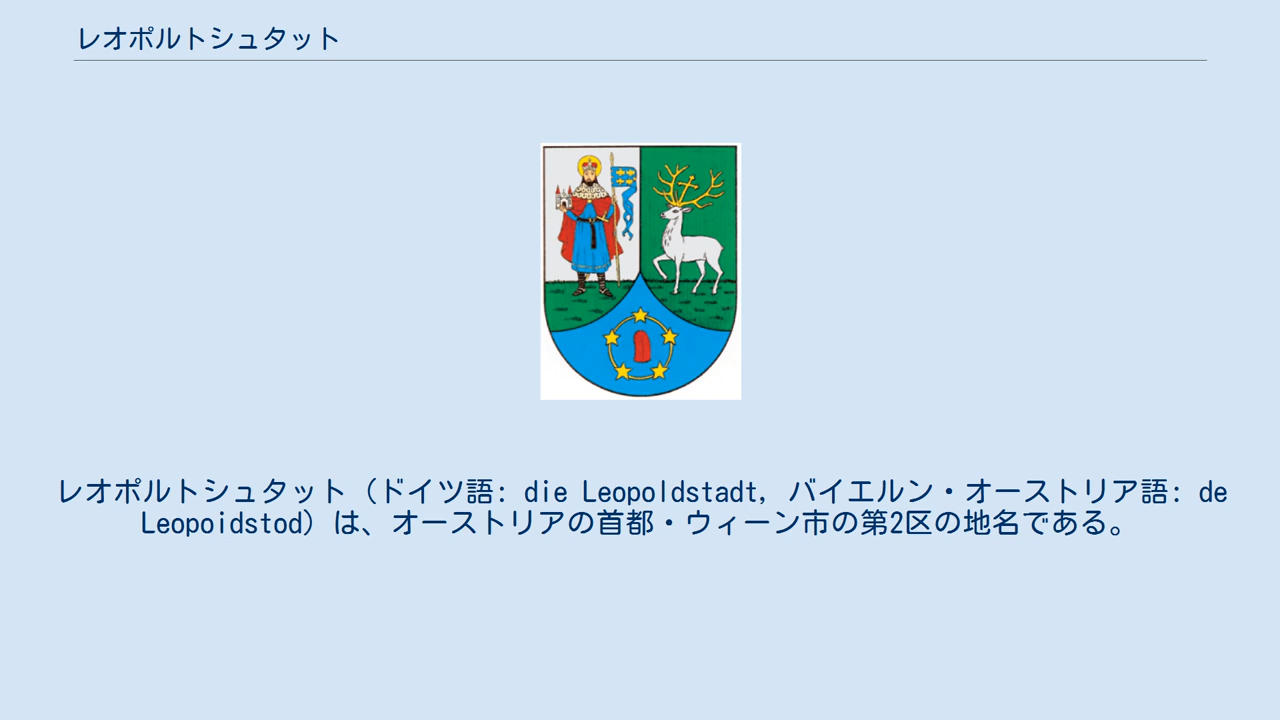 レオポルトシュタット
レオポルトシュタット（ドイツ語: die Leopoldstadt, バイエルン・オーストリア語: de
Leopoidstod）は、オーストリアの首都・ウィーン市の第2区の地名である。